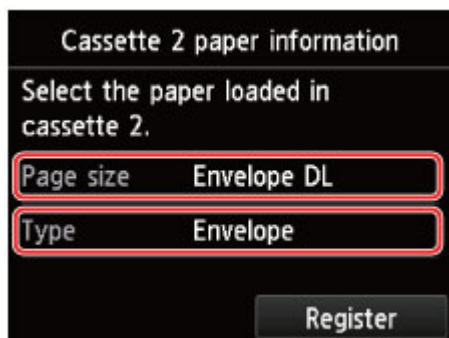 Cassette 2 paper information
Select the paper loaded in
cassette 2.
Page size Envelope DL
Type Envelope
Register